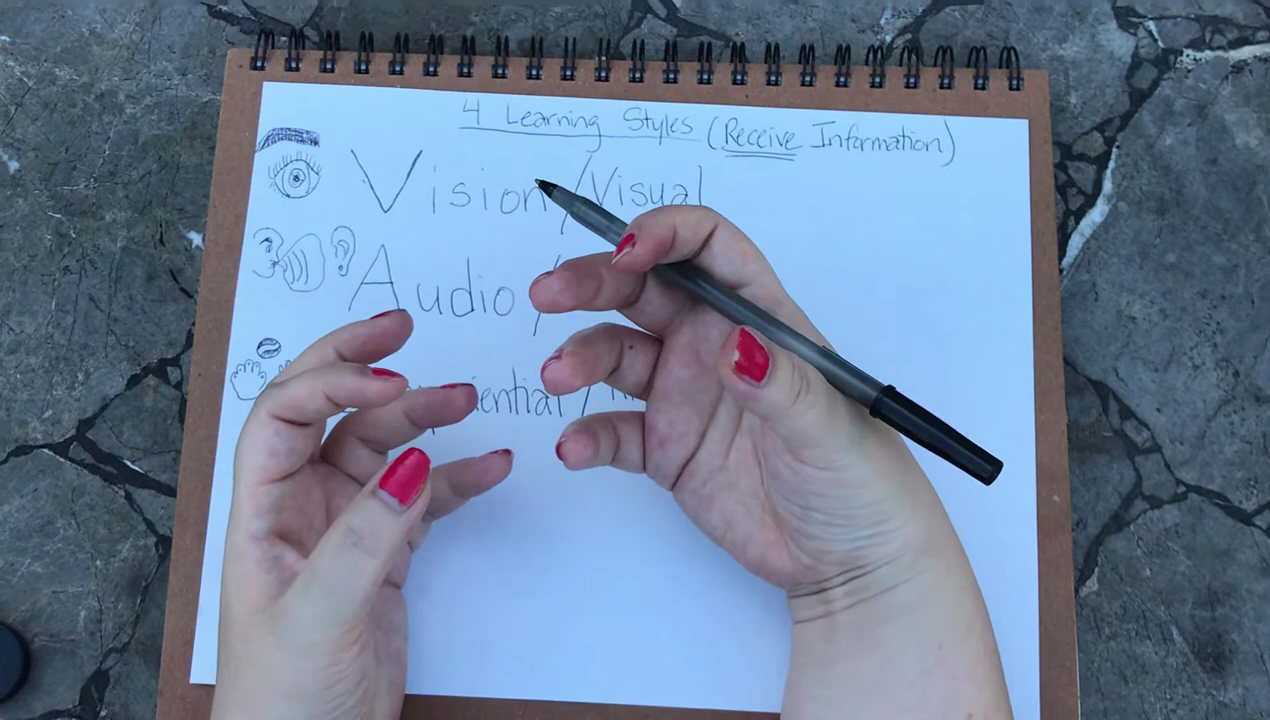 4 Learning Styles (Receive Information)
Vision/Visual
Audio /
/